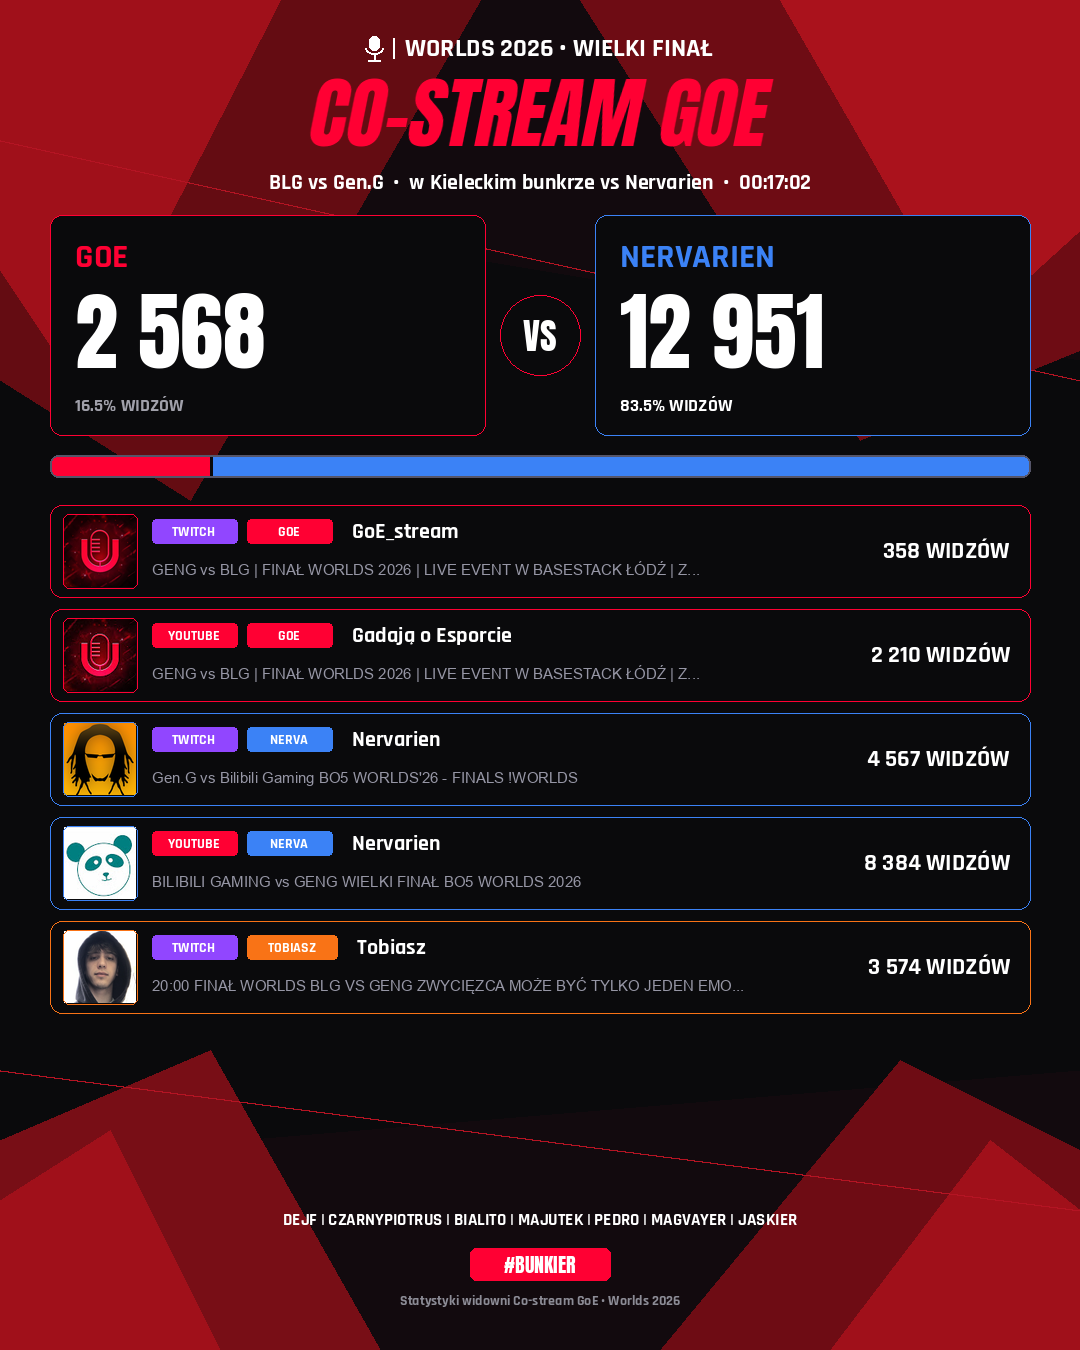 WORLDS 2026 • WIELKI FINAŁ
CO-STREAM GOE
BLG vs Gen.G • w Kieleckim bunkrze vs Nervarien • 00:17:02
GOE
2 568
16.5% WIDZÓW
VS
NERVARIEN
12 951
83.5% WIDZÓW
TWITCH GOE GoE_stream
GENG vs BLG | FINAŁ WORLDS 2026 | LIVE EVENT W BASESTACK ŁÓDŹ | Z...
358 WIDZÓW
YOUTUBE GOE Gadają o Esporcie
GENG vs BLG | FINAŁ WORLDS 2026 | LIVE EVENT W BASESTACK ŁÓDŹ | Z...
2 210 WIDZÓW
TWITCH NERVA Nervarien
Gen.G vs Bilibili Gaming BO5 WORLDS'26 - FINALS !WORLDS
4 567 WIDZÓW
YOUTUBE NERVA Nervarien
BILIBILI GAMING vs GENG WIELKI FINAŁ BO5 WORLDS 2026
8 384 WIDZÓW
TWITCH TOBIASZ Tobiasz
20:00 FINAŁ WORLDS BLG VS GENG ZWYCIĘZCA MOŻE BYĆ TYLKO JEDEN EMO...
3 574 WIDZÓW
DEJF | CZARNYPIOTRUS | BIALITO | MAJUTEK | PEDRO | MAGVAYER | JASKIER
#BUNKIER
Statystyki widowni Co-stream GoE • Worlds 2026